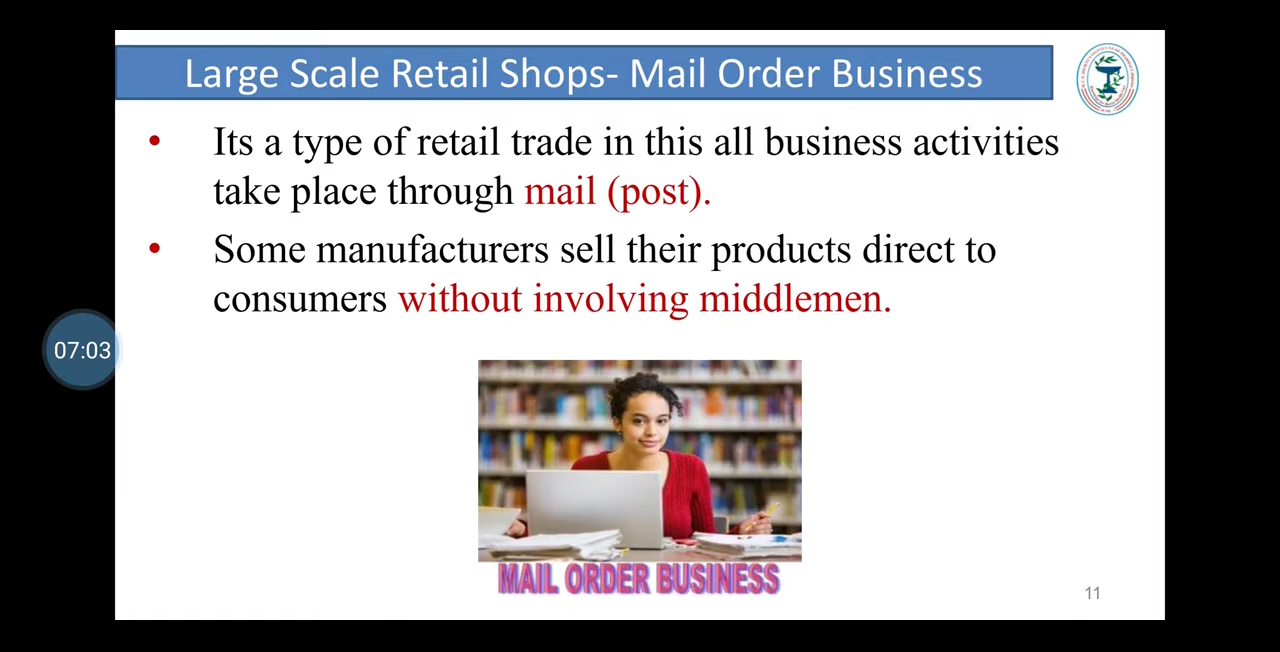 Large Scale Retail Shops- Mail Order Business
• Its a type of retail trade in this all business activities
take place through mail (post).
• Some manufacturers sell their products direct to
consumers without involving middlemen.
07:03
MAIL ORDER BUSINESS
11